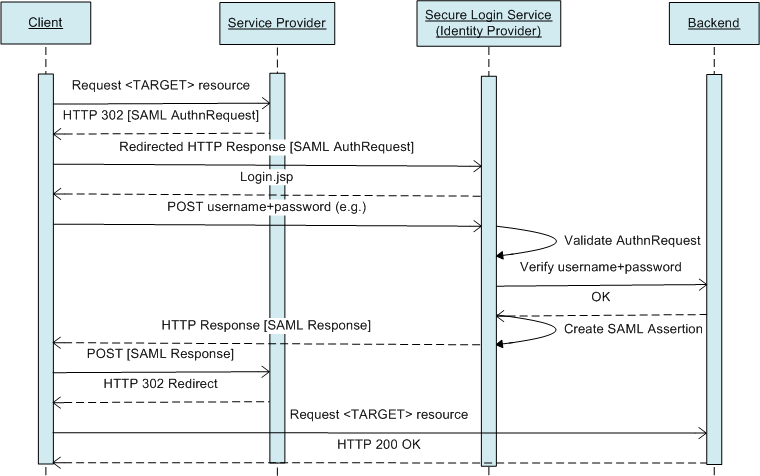 Client
Service Provider
Secure Login Service
(Identity Provider)
Backend
Request <TARGET> resource
HTTP 302 [SAML AuthnRequest]
Redirected HTTP Response [SAML AuthRequest]
Login.jsp
POST username+password (e.g.)
Validate AuthnRequest
Verify username+password
OK
HTTP Response [SAML Response]
Create SAML Assertion
POST [SAML Response]
HTTP 302 Redirect
Request <TARGET> resource
HTTP 200 OK